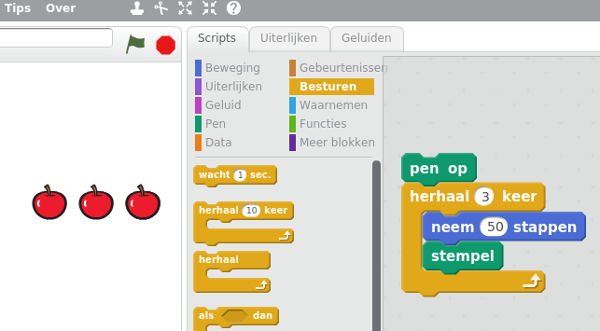 Tips Over
Scripts Uiterlijken Geluiden
Beweging Gebeurtenissen
Uiterlijken Besturen
Geluid Waarnemen
Pen Functies
Data Meer blokken
wacht 1 sec.
herhaal 10 keer
herhaal
als dan
pen op
herhaal 3 keer
neem 50 stappen
stempel